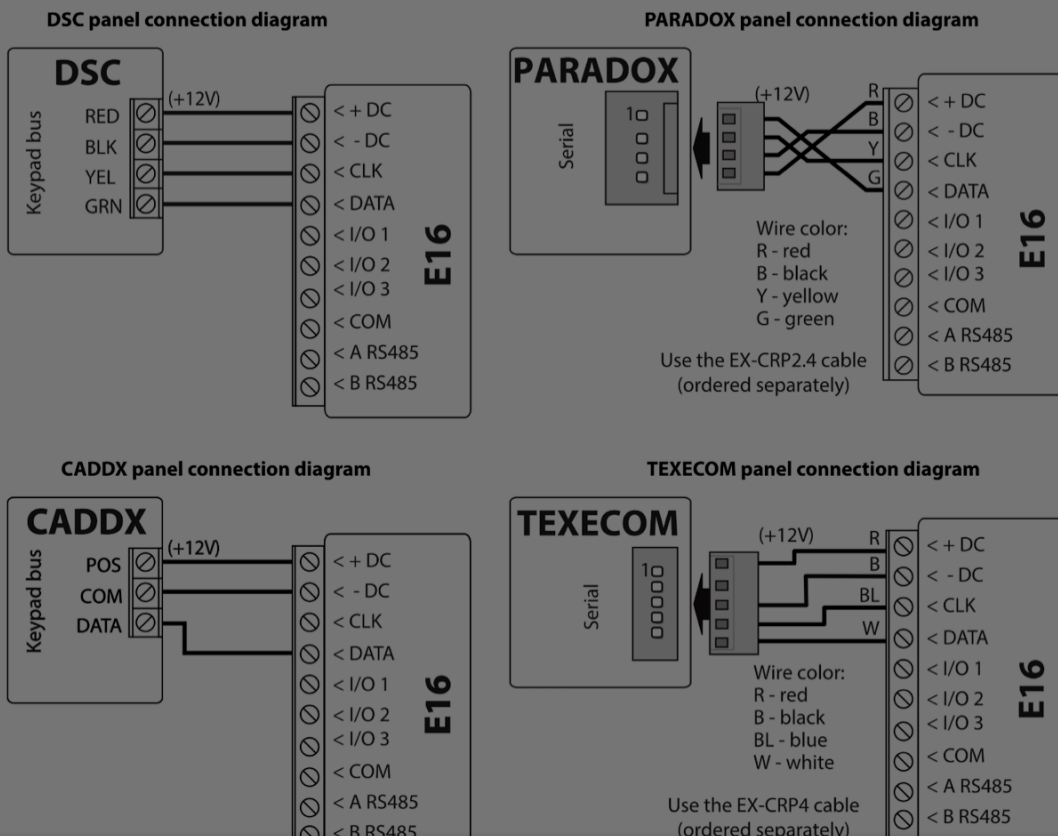 DSC panel connection diagram
DSC
Keypad bus
RED
BLK
YEL
GRN
(+12V)
< + DC
< - DC
< CLK
< DATA
< I/O 1
< I/O 2
< I/O 3
< COM
< A RS485
< B RS485
E16
PARADOX panel connection diagram
PARADOX
Serial
1
(+12V)
R
B
Y
G
< + DC
< - DC
< CLK
< DATA
< I/O 1
< I/O 2
< I/O 3
< COM
< A RS485
< B RS485
E16
Wire color:
R - red
B - black
Y - yellow
G - green
Use the EX-CRP2.4 cable
(ordered separately)
CADDX panel connection diagram
CADDX
Keypad bus
POS
COM
DATA
(+12V)
< + DC
< - DC
< CLK
< DATA
< I/O 1
< I/O 2
< I/O 3
< COM
< A RS485
< B RS485
E16
TEXECOM panel connection diagram
TEXECOM
Serial
1
(+12V)
R
B
BL
W
< + DC
< - DC
< CLK
< DATA
< I/O 1
< I/O 2
< I/O 3
< COM
< A RS485
< B RS485
E16
Wire color:
R - red
B - black
BL - blue
W - white
Use the EX-CRP4 cable
(ordered separately)